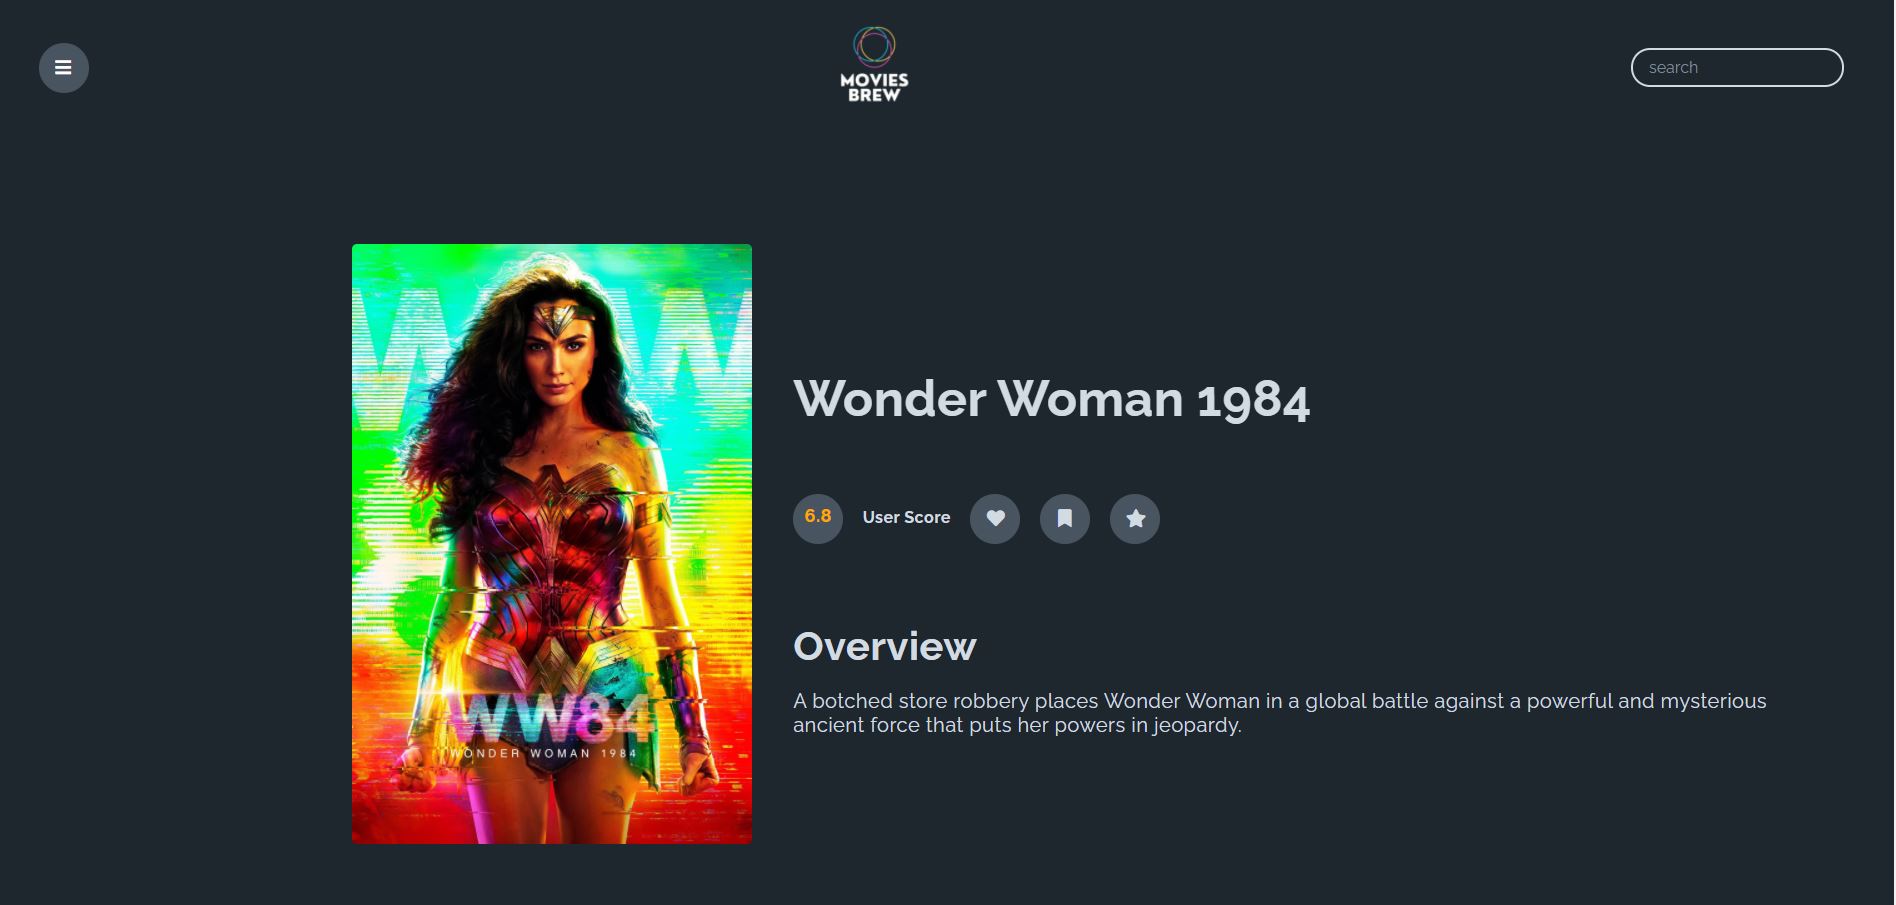 MOVIES
BREW
search
WW
WW84
WONDER WOMAN 1984
Wonder Woman 1984
6.8 User Score
Overview
A botched store robbery places Wonder Woman in a global battle against a powerful and mysterious
ancient force that puts her powers in jeopardy.